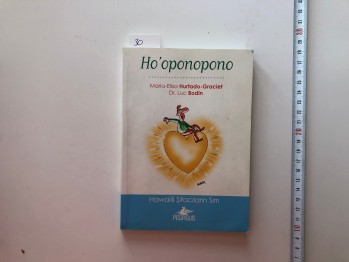 30
Ho'oponopono
Maria-Elisa Hurtado-Graciet
Dr. Luc Bodin
Hawaiili Şifacıların Sırrı
PEGASUS